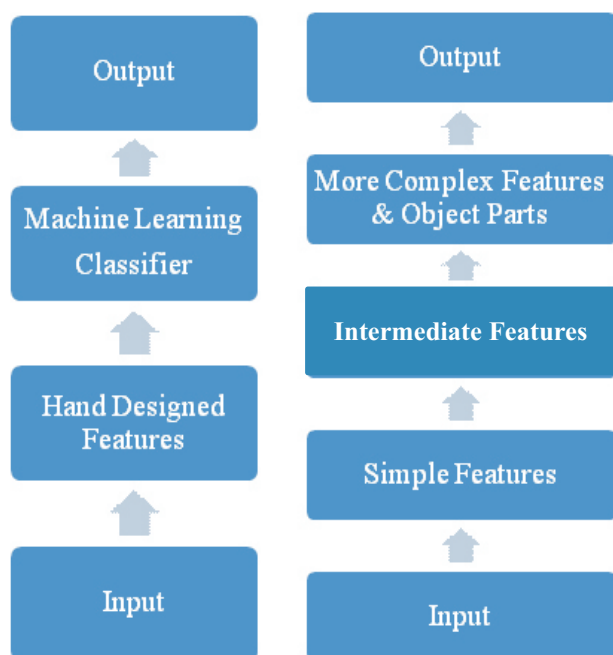 Output
Machine Learning
Classifier
Hand Designed
Features
Input
Output
More Complex Features
& Object Parts
Intermediate Features
Simple Features
Input